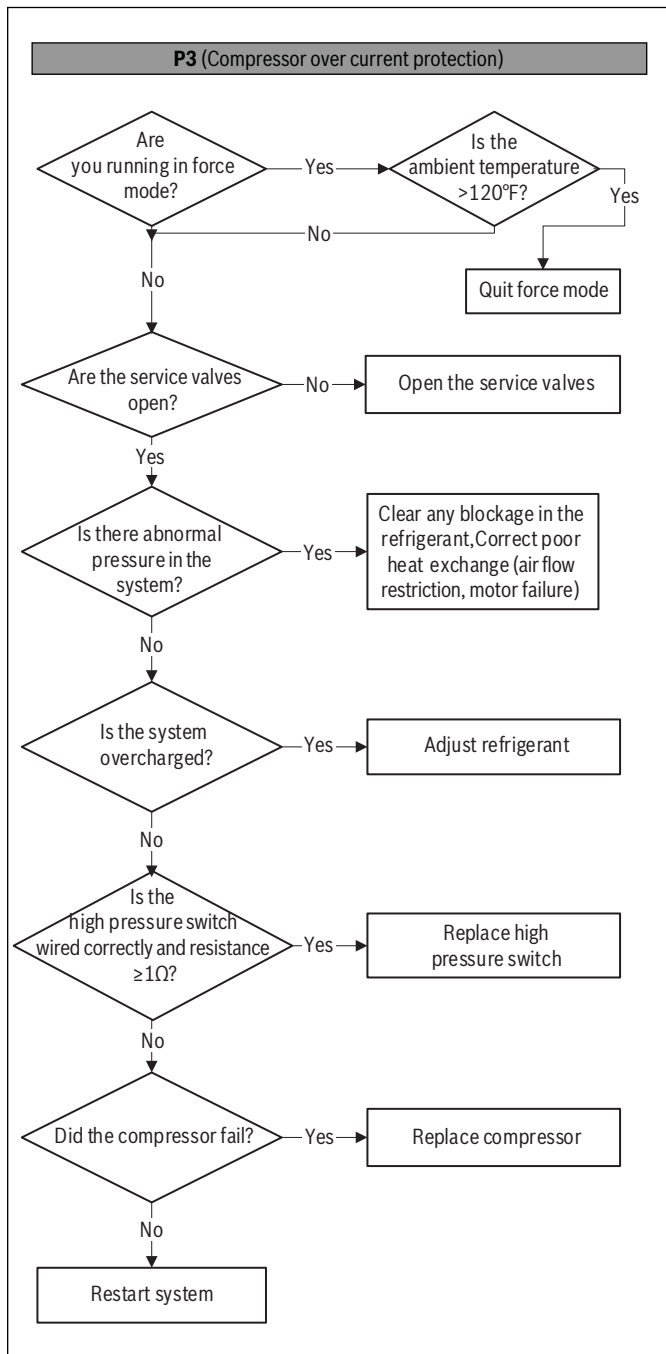 P3 (Compressor over current protection)
Are
you running in force
mode?
Yes
Is the
ambient temperature
>120°F?
Yes
No
No
Quit force mode
Are the service valves
open?
No
Open the service valves
Yes
Is there abnormal
pressure in the
system?
Yes
Clear any blockage in the
refrigerant,Correct poor
heat exchange (air flow
restriction, motor failure)
No
Is the system
overcharged?
Yes
Adjust refrigerant
No
Is the
high pressure switch
wired correctly and resistance
≥1Ω?
Yes
Replace high
pressure switch
No
Did the compressor fail?
Yes
Replace compressor
No
Restart system